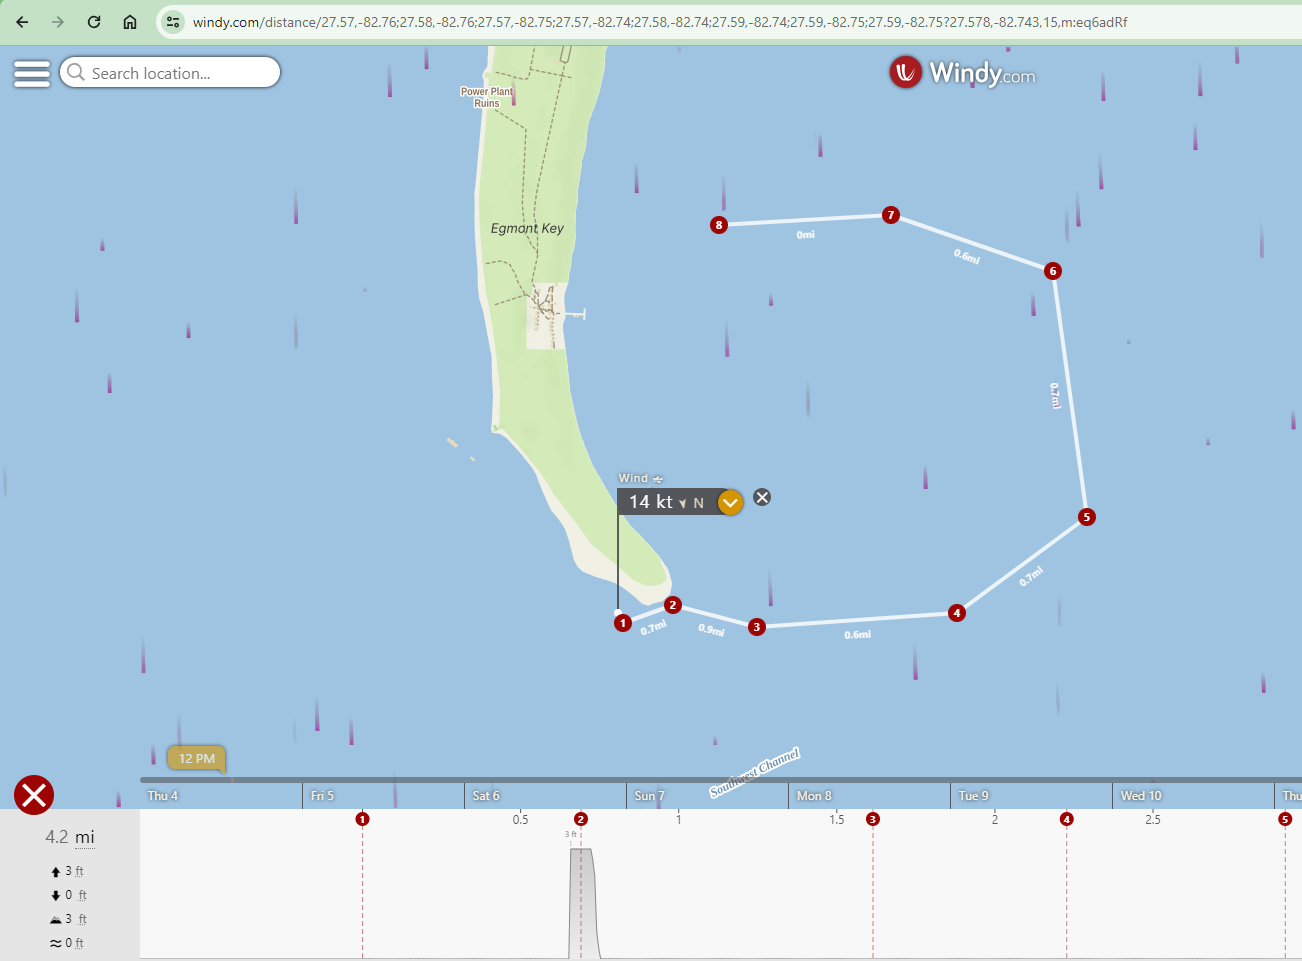 windy.com/distance/27.57,-82.76;27.58,-82.76;27.57,-82.75;27.57,-82.74;27.58,-82.74;27.59,-82.74;27.59,-82.75;27.59,-82.75?27.578,-82.743,15,m:eq6adRf
Search location...
Windy.com
Power Plant
Ruins
Egmont Key
8
7
0mi
0.6mi
6
0.7mi
Wind
14 kt N
5
0.7mi
1
2
3
4
0.7mi
0.9mi
0.6mi
Southwest Channel
12 PM
Thu 4
Fri 5
Sat 6
Sun 7
Mon 8
Tue 9
Wed 10
Thu
1
0.5
2
1
1.5
3
2
4
2.5
5
3 ft
4.2 mi
3 ft
0 ft
3 ft
0 ft